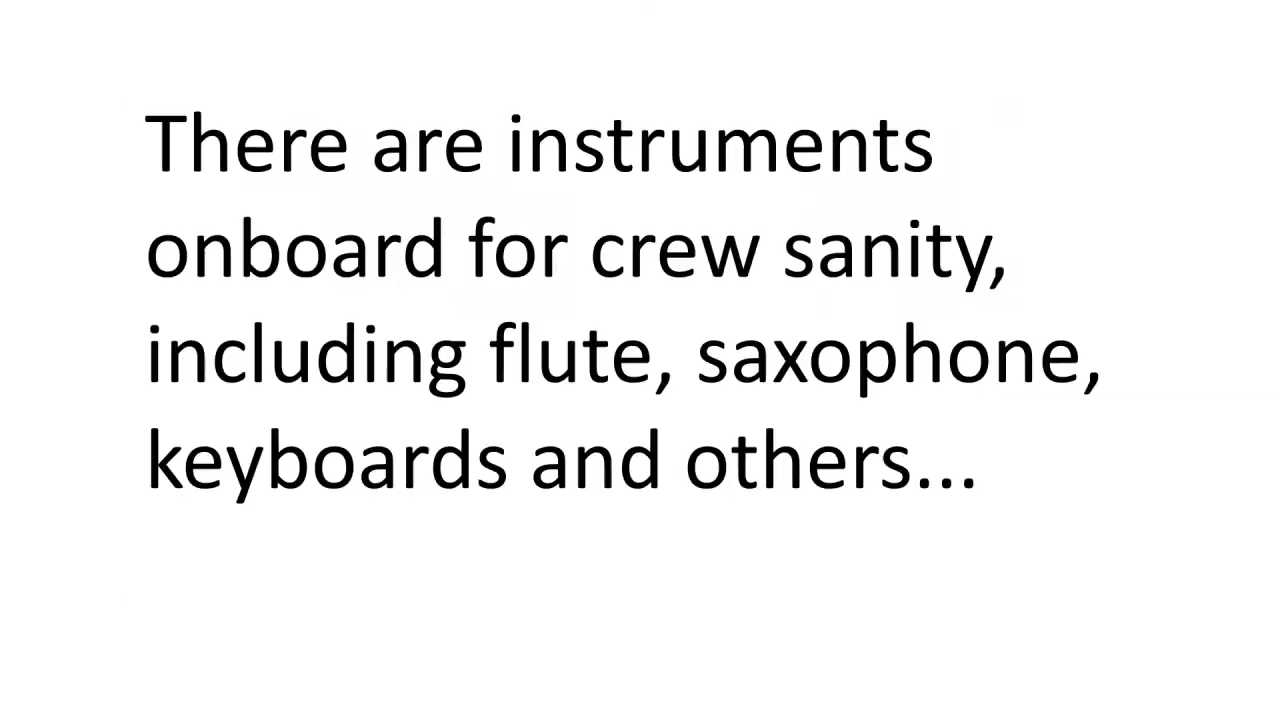 There are instruments
onboard for crew sanity,
including flute, saxophone,
keyboards and others...